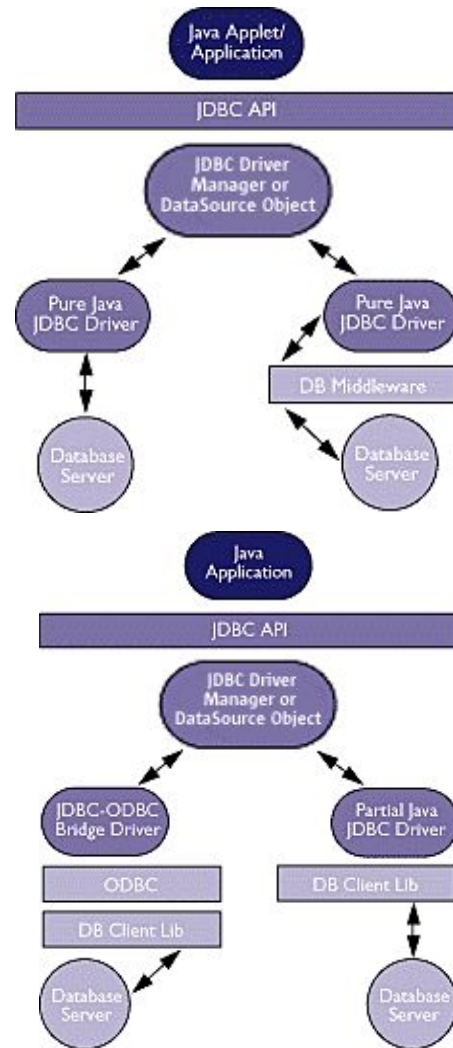 Java Applet/
Application
JDBC API
JDBC Driver
Manager or
DataSource Object
Pure Java
JDBC Driver
Pure Java
JDBC Driver
DB Middleware
Database
Server
Database
Server
Java
Application
JDBC API
JDBC Driver
Manager or
DataSource Object
JDBC-ODBC
Bridge Driver
Partial Java
JDBC Driver
ODBC
DB Client Lib
DB Client Lib
Database
Server
Database
Server